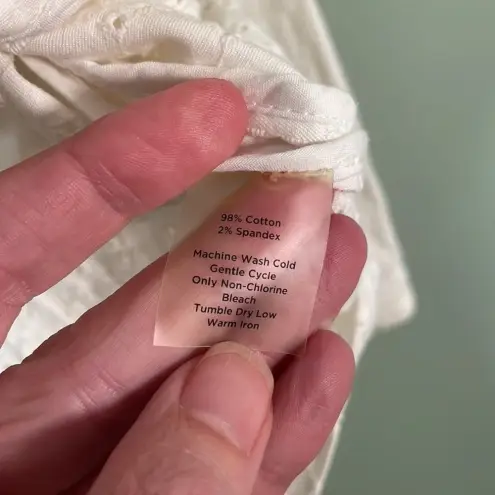 98% Cotton
2% Spandex
Machine Wash Cold
Gentle Cycle
Only Non-Chlorine
Bleach
Tumble Dry Low
Warm Iron